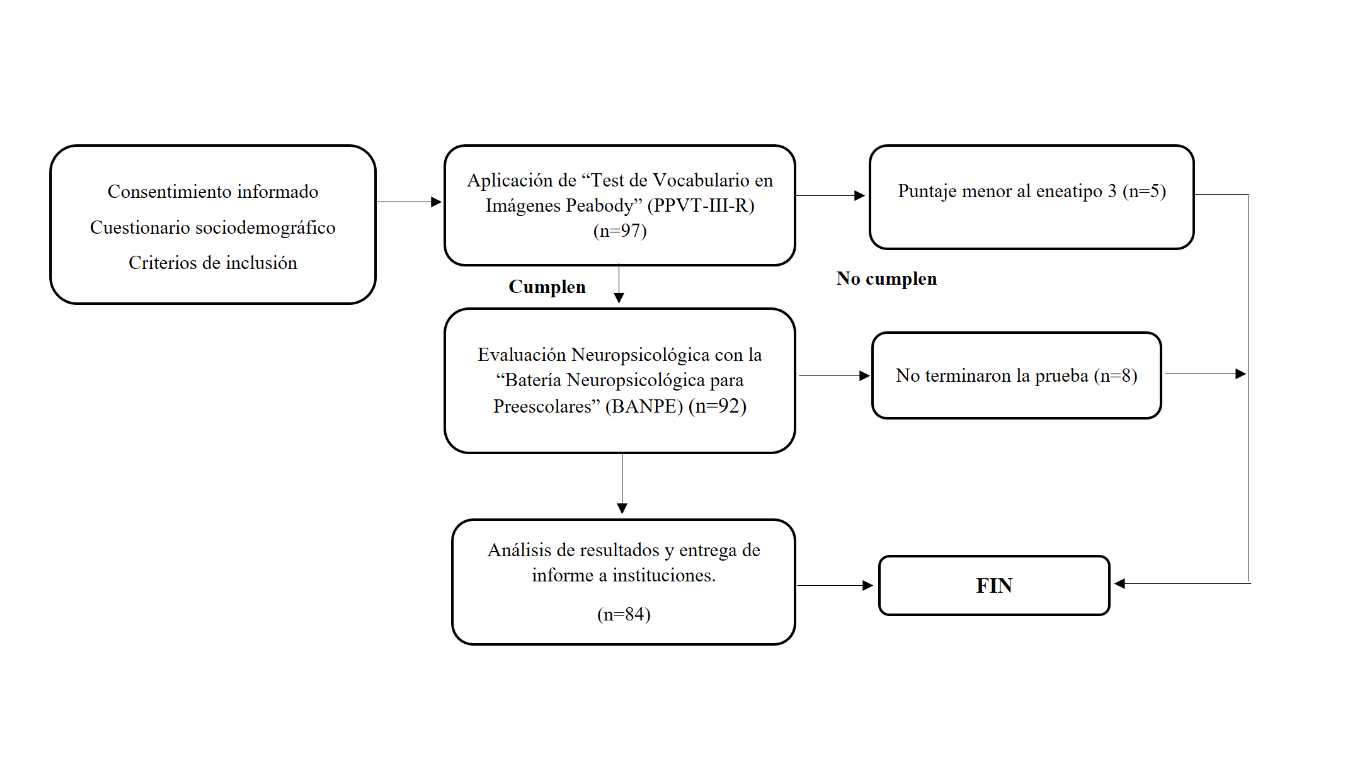 Consentimiento informado
Cuestionario sociodemográfico
Criterios de inclusión
Aplicación de “Test de Vocabulario en
Imágenes Peabody” (PPVT-III-R)
(n=97)
Puntaje menor al eneatipo 3 (n=5)
Cumplen
No cumplen
Evaluación Neuropsicológica con la
“Batería Neuropsicológica para
Preescolares” (BANPE) (n=92)
No terminaron la prueba (n=8)
Análisis de resultados y entrega de
informe a instituciones.
(n=84)
FIN